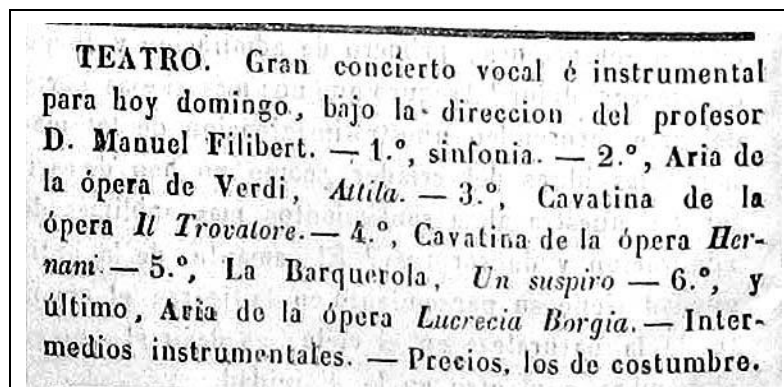 TEATRO. Gran concierto vocal é instrumental
para hoy domingo, bajo la direccion del profesor
D. Manuel Filibert. — 1.º, sinfonia. — 2.º, Aria de
la ópera de Verdi, Attila. — 3.º, Cavatina de la
ópera Il Trovatore. — 4.º, Cavatina de la ópera Her-
nani. — 5.º, La Barquerola, Un suspiro — 6.º, y
último, Aria de la ópera Lucrecia Borgia. — Inter-
medios instrumentales. — Precios, los de costumbre.